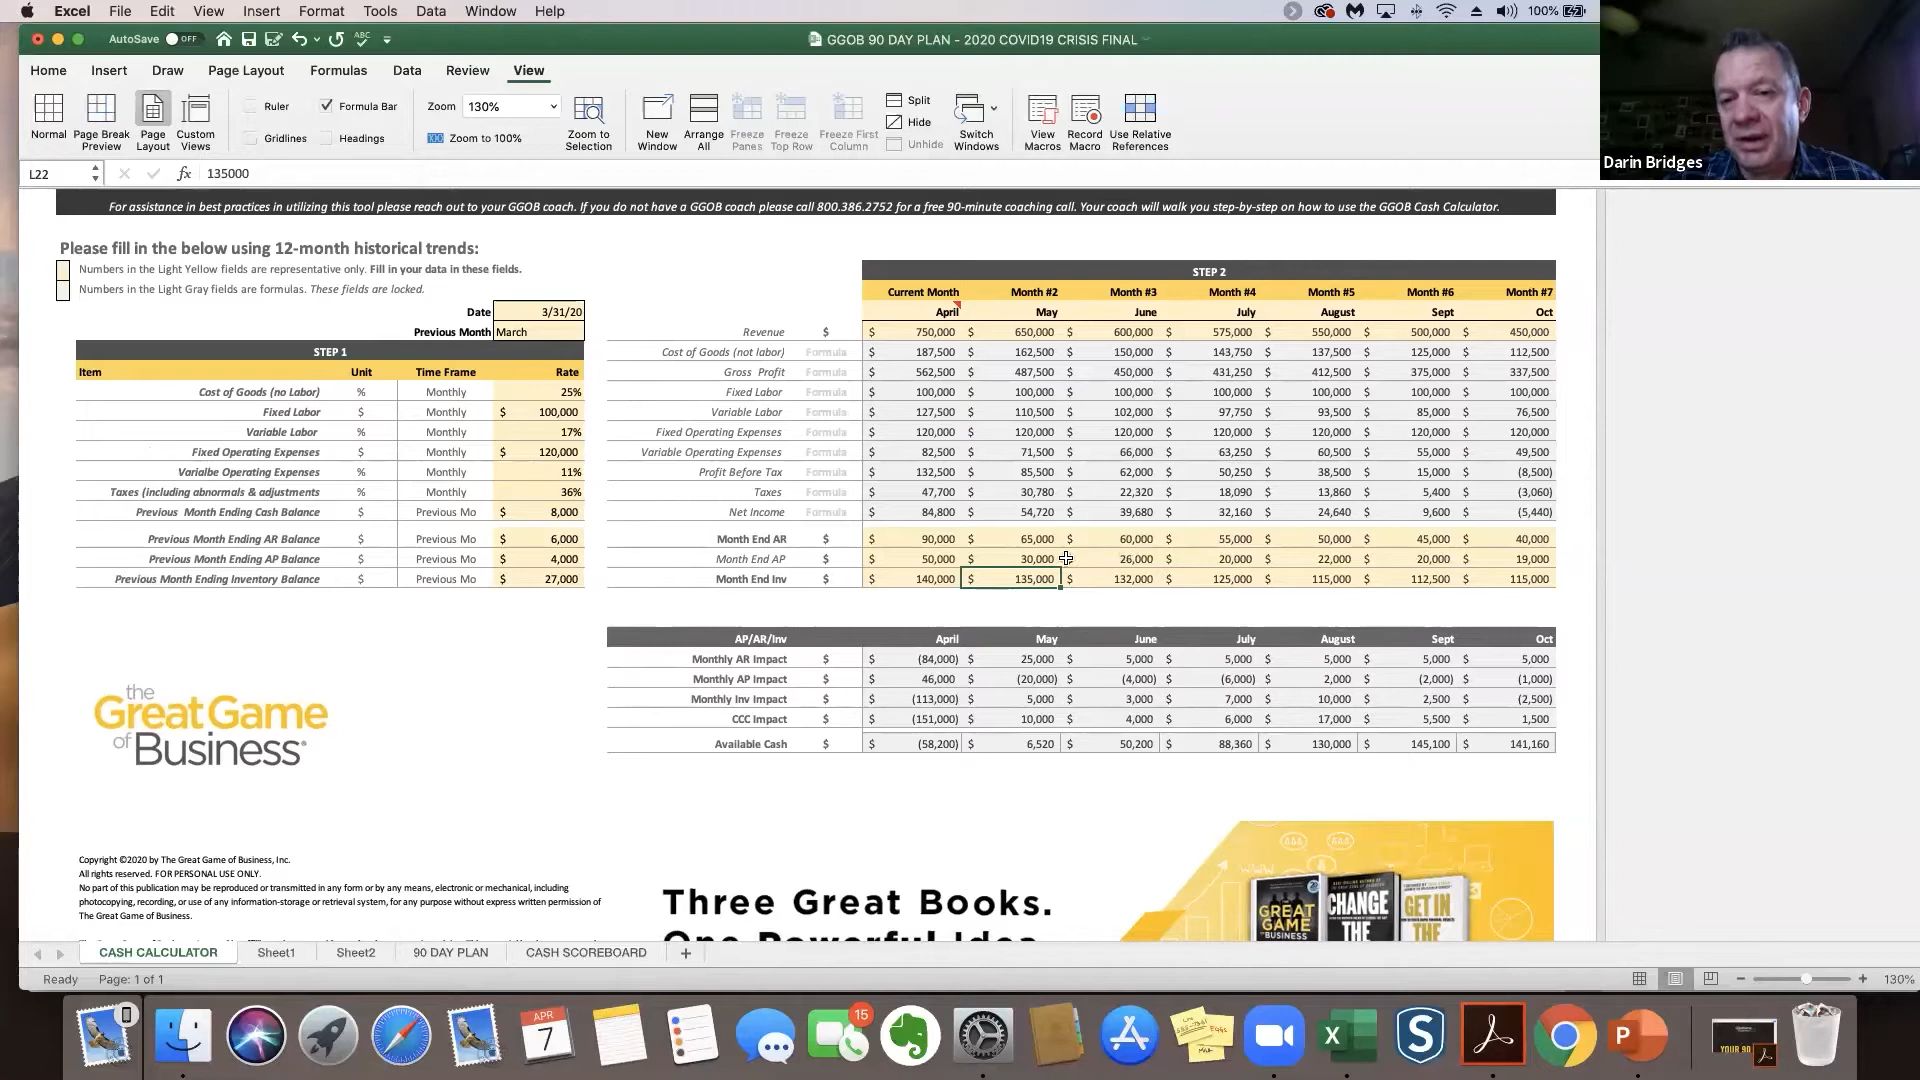 Excel File Edit View Insert Format Tools Data Window Help 100%
AutoSave OFF ABC GGOB 90 DAY PLAN - 2020 COVID19 CRISIS FINAL
Home Insert Draw Page Layout Formulas Data Review View
Normal Page Break Preview Page Layout Custom Views Ruler Formula Bar Gridlines Headings Zoom 130% Zoom to 100% Zoom to Selection New Window Arrange All Freeze Panes Freeze Top Row Freeze First Column Split Hide Unhide Switch Windows View Macros Record Macro Use Relative References
Darin Bridges
L22 fx 135000
For assistance in best practices in utilizing this tool please reach out to your GGOB coach. If you do not have a GGOB coach please call 800.386.2752 for a free 90-minute coaching call. Your coach will walk you step-by-step on how to use the GGOB Cash Calculator.
Please fill in the below using 12-month historical trends:
Numbers in the Light Yellow fields are representative only. Fill in your data in these fields.
Numbers in the Light Gray fields are formulas. These fields are locked.
Date 3/31/20
Previous Month March
STEP 1
Item Unit Time Frame Rate
Cost of Goods (no Labor) % Monthly 25%
Fixed Labor $ Monthly $ 100,000
Variable Labor % Monthly 17%
Fixed Operating Expenses $ Monthly $ 120,000
Varialbe Operating Expenses % Monthly 11%
Taxes (including abnormals & adjustments % Monthly 36%
Previous Month Ending Cash Balance $ Previous Mo $ 8,000
Previous Month Ending AR Balance $ Previous Mo $ 6,000
Previous Month Ending AP Balance $ Previous Mo $ 4,000
Previous Month Ending Inventory Balance $ Previous Mo $ 27,000
STEP 2
Current Month Month #2 Month #3 Month #4 Month #5 Month #6 Month #7
April May June July August Sept Oct
Revenue $ $ 750,000 $ 650,000 $ 600,000 $ 575,000 $ 550,000 $ 500,000 $ 450,000
Cost of Goods (not labor) Formula $ 187,500 $ 162,500 $ 150,000 $ 143,750 $ 137,500 $ 125,000 $ 112,500
Gross Profit Formula $ 562,500 $ 487,500 $ 450,000 $ 431,250 $ 412,500 $ 375,000 $ 337,500
Fixed Labor Formula $ 100,000 $ 100,000 $ 100,000 $ 100,000 $ 100,000 $ 100,000 $ 100,000
Variable Labor Formula $ 127,500 $ 110,500 $ 102,000 $ 97,750 $ 93,500 $ 85,000 $ 76,500
Fixed Operating Expenses Formula $ 120,000 $ 120,000 $ 120,000 $ 120,000 $ 120,000 $ 120,000 $ 120,000
Variable Operating Expenses Formula $ 82,500 $ 71,500 $ 66,000 $ 63,250 $ 60,500 $ 55,000 $ 49,500
Profit Before Tax Formula $ 132,500 $ 85,500 $ 62,000 $ 50,250 $ 38,500 $ 15,000 $ (8,500)
Taxes Formula $ 47,700 $ 30,780 $ 22,320 $ 18,090 $ 13,860 $ 5,400 $ (3,060)
Net Income Formula $ 84,800 $ 54,720 $ 39,680 $ 32,160 $ 24,640 $ 9,600 $ (5,440)
Month End AR $ $ 90,000 $ 65,000 $ 60,000 $ 55,000 $ 50,000 $ 45,000 $ 40,000
Month End AP $ $ 50,000 $ 30,000 26,000 $ 20,000 $ 22,000 $ 20,000 $ 19,000
Month End Inv $ $ 140,000 $ 135,000 $ 132,000 $ 125,000 $ 115,000 $ 112,500 $ 115,000
AP/AR/Inv April May June July August Sept Oct
Monthly AR Impact $ $ (84,000) $ 25,000 $ 5,000 $ 5,000 $ 5,000 $ 5,000 $ 5,000
Monthly AP Impact $ $ 46,000 $ (20,000) $ (4,000) $ (6,000) $ 2,000 $ (2,000) $ (1,000)
Monthly Inv Impact $ $ (113,000) $ 5,000 $ 3,000 $ 7,000 $ 10,000 $ 2,500 $ (2,500)
CCC Impact $ $ (151,000) $ 10,000 $ 4,000 $ 6,000 $ 17,000 $ 5,500 $ 1,500
Available Cash $ $ (58,200) $ 6,520 $ 50,200 $ 88,360 $ 130,000 $ 145,100 $ 141,160
the
Great Game
of Business
Copyright ©2020 by The Great Game of Business, Inc.
All rights reserved. FOR PERSONAL USE ONLY.
No part of this publication may be reproduced or transmitted in any form or by any means, electronic or mechanical, including
photocopying, recording, or use of any information-storage or retrieval system, for any purpose without express written permission of
The Great Game of Business.
Three Great Books.
One Powerful Idea
GREAT GAME OF BUSINESS
CHANGE THE
GET IN THE
CASH CALCULATOR Sheet1 Sheet2 90 DAY PLAN CASH SCOREBOARD +
Ready Page: 1 of 1 130%
APR 7
15
X
S
P
YOUR 90